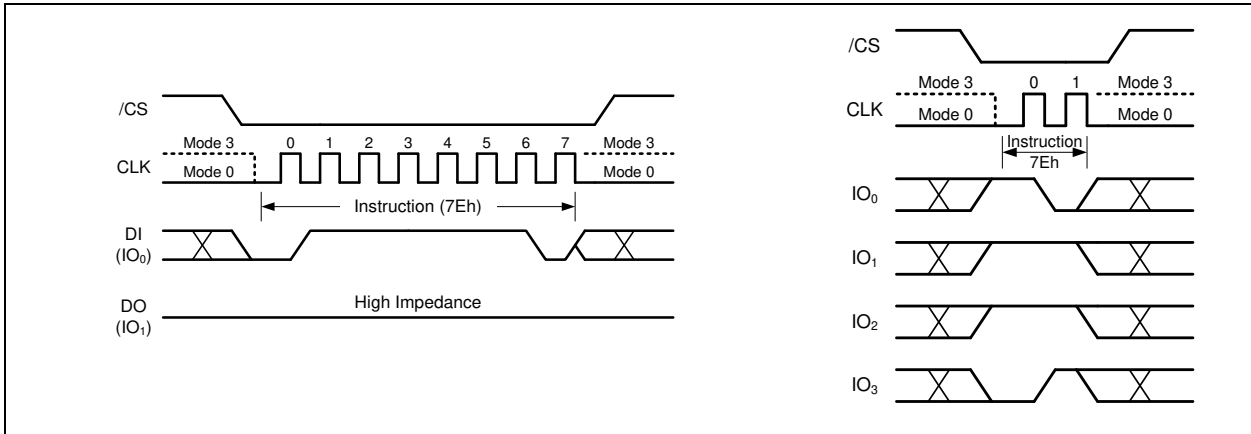 /CS
Mode 3 0 1 2 3 4 5 6 7 Mode 3
CLK
Mode 0 Mode 0
Instruction (7Eh)
DI
(IO₀)
High Impedance
DO
(IO₁)
/CS
Mode 3 0 1 Mode 3
CLK
Mode 0 Mode 0
Instruction
7Eh
IO₀
IO₁
IO₂
IO₃